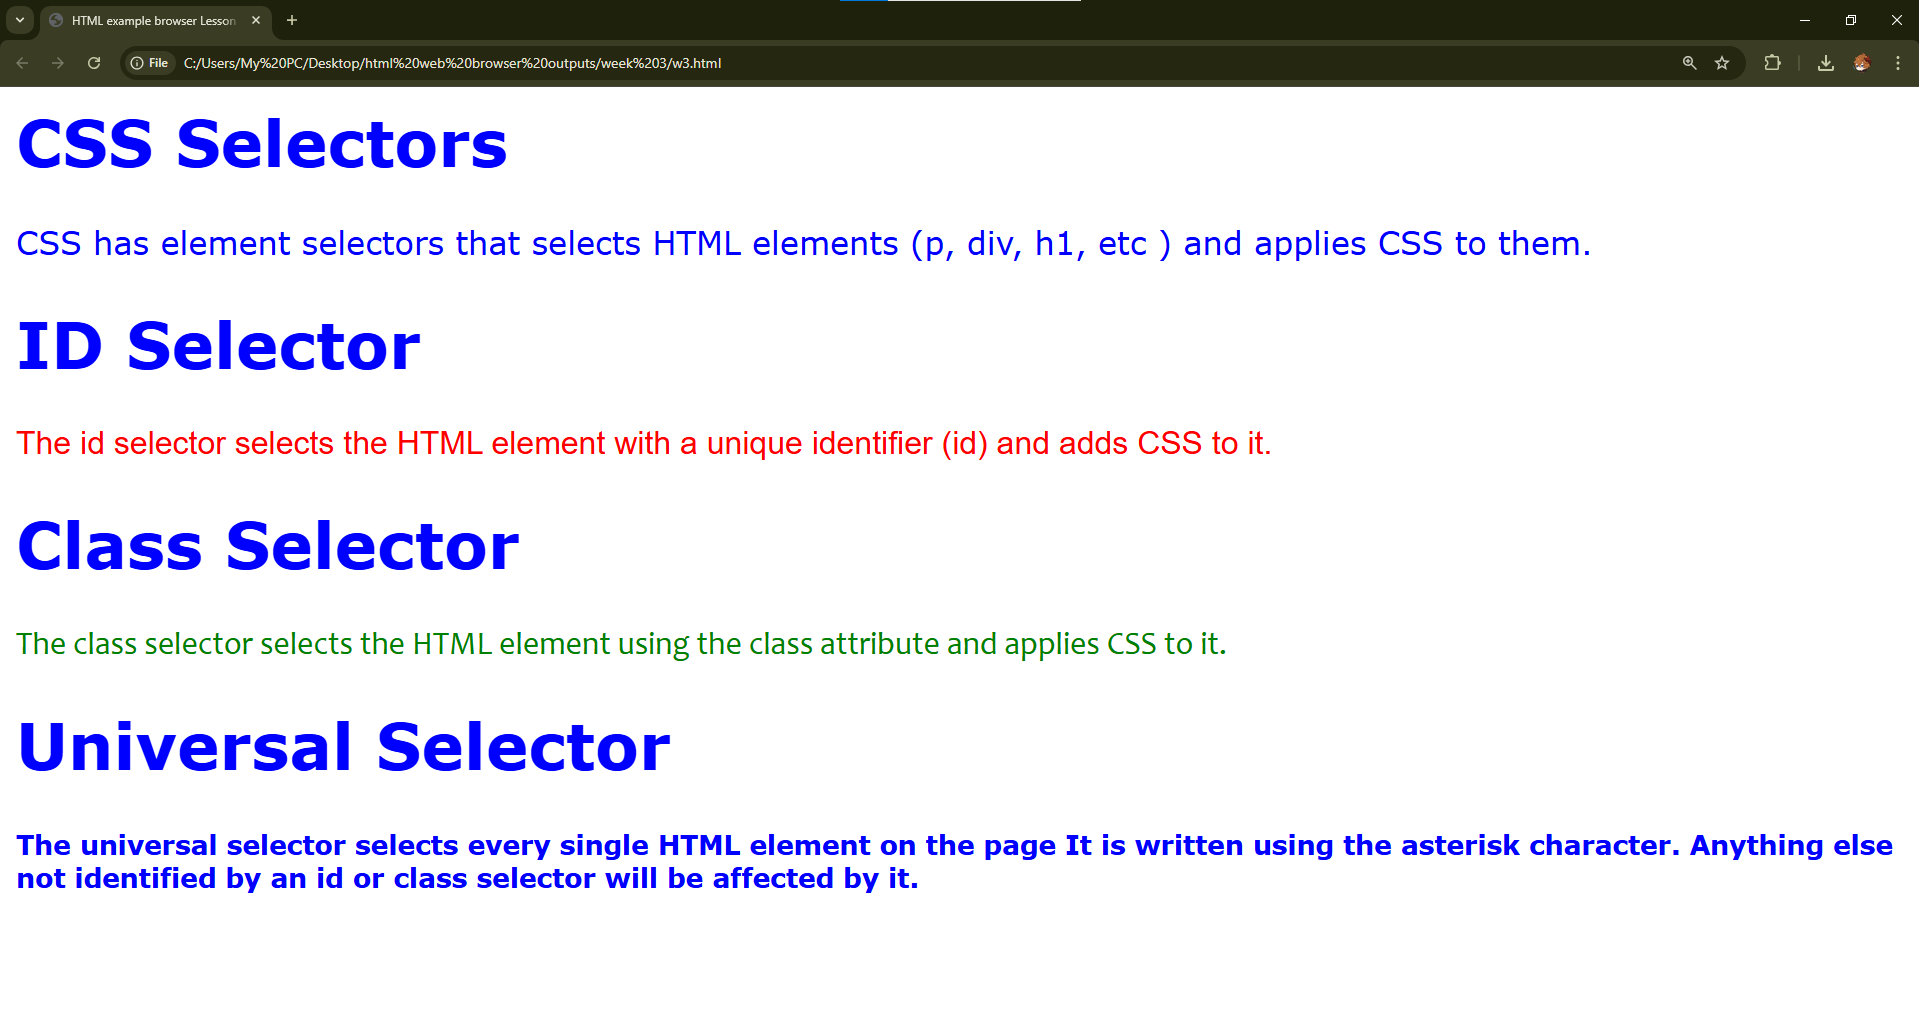 HTML example browser Lesson
File
C:/Users/My%20PC/Desktop/html%20web%20browser%20outputs/week%203/w3.html
CSS Selectors
CSS has element selectors that selects HTML elements (p, div, h1, etc ) and applies CSS to them.
ID Selector
The id selector selects the HTML element with a unique identifier (id) and adds CSS to it.
Class Selector
The class selector selects the HTML element using the class attribute and applies CSS to it.
Universal Selector
The universal selector selects every single HTML element on the page It is written using the asterisk character. Anything else
not identified by an id or class selector will be affected by it.